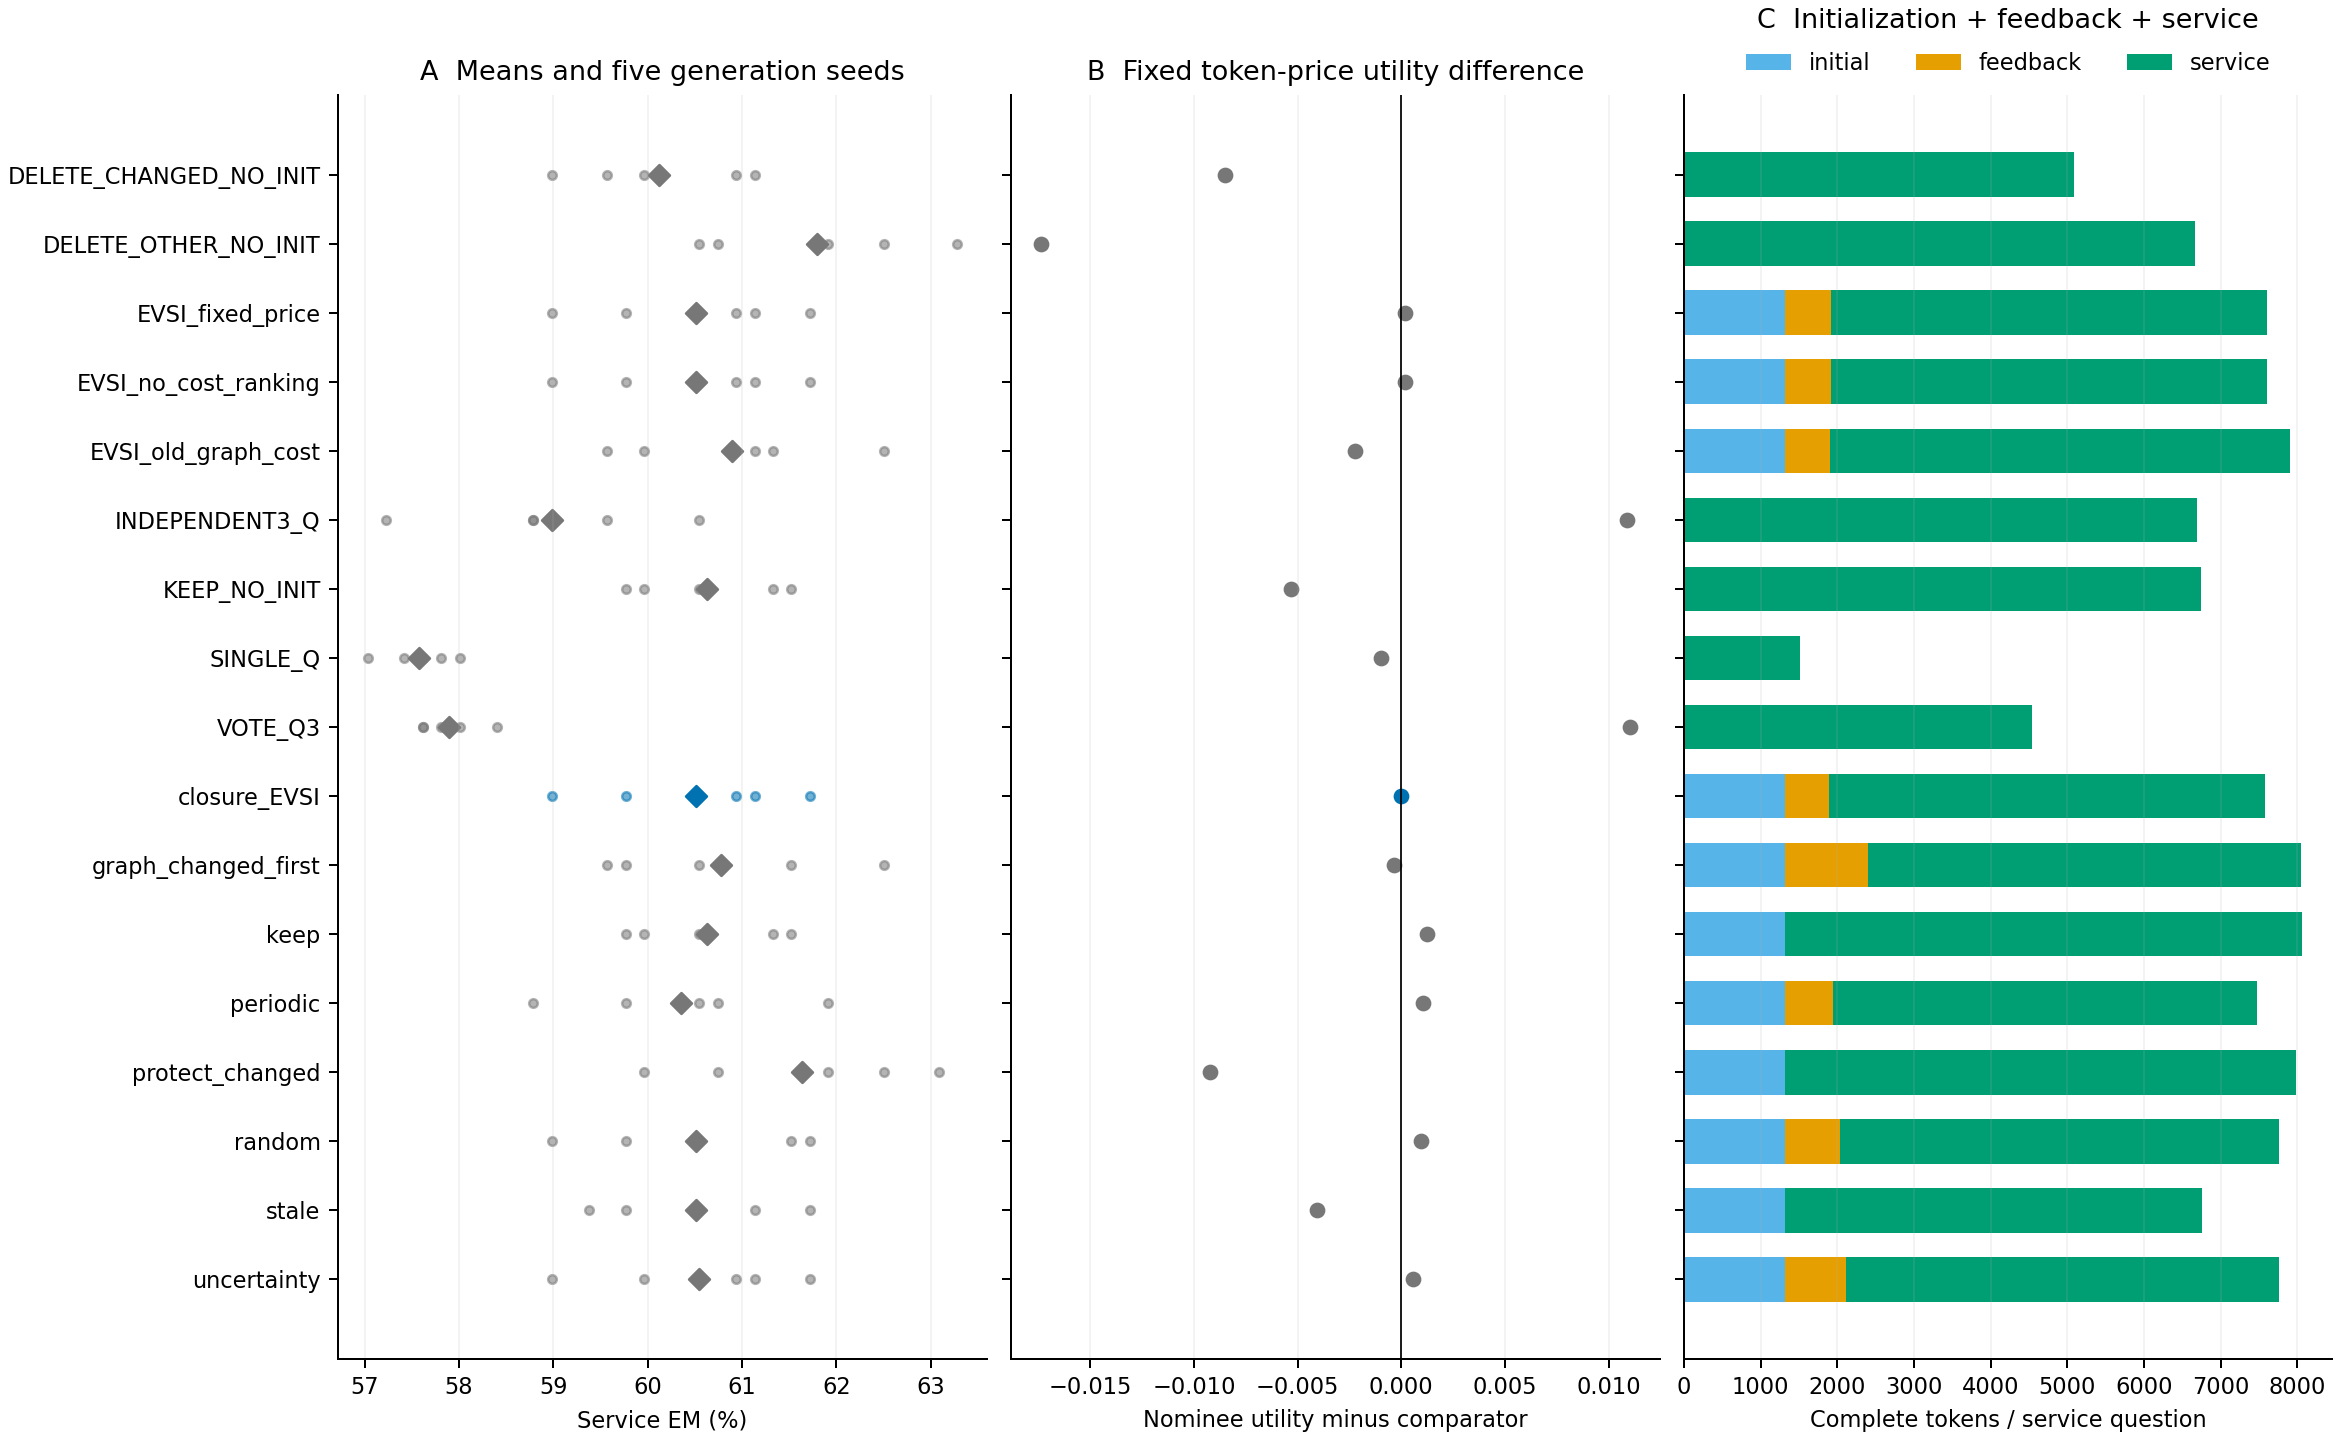 C  Initialization + feedback + service
initial
feedback
service
A  Means and five generation seeds
B  Fixed token-price utility difference
DELETE_CHANGED_NO_INIT
DELETE_OTHER_NO_INIT
EVSI_fixed_price
EVSI_no_cost_ranking
EVSI_old_graph_cost
INDEPENDENT3_Q
KEEP_NO_INIT
SINGLE_Q
VOTE_Q3
closure_EVSI
graph_changed_first
keep
periodic
protect_changed
random
stale
uncertainty
57 58 59 60 61 62 63
Service EM (%)
−0.015 −0.010 −0.005 0.000 0.005 0.010
Nominee utility minus comparator
0 1000 2000 3000 4000 5000 6000 7000 8000
Complete tokens / service question